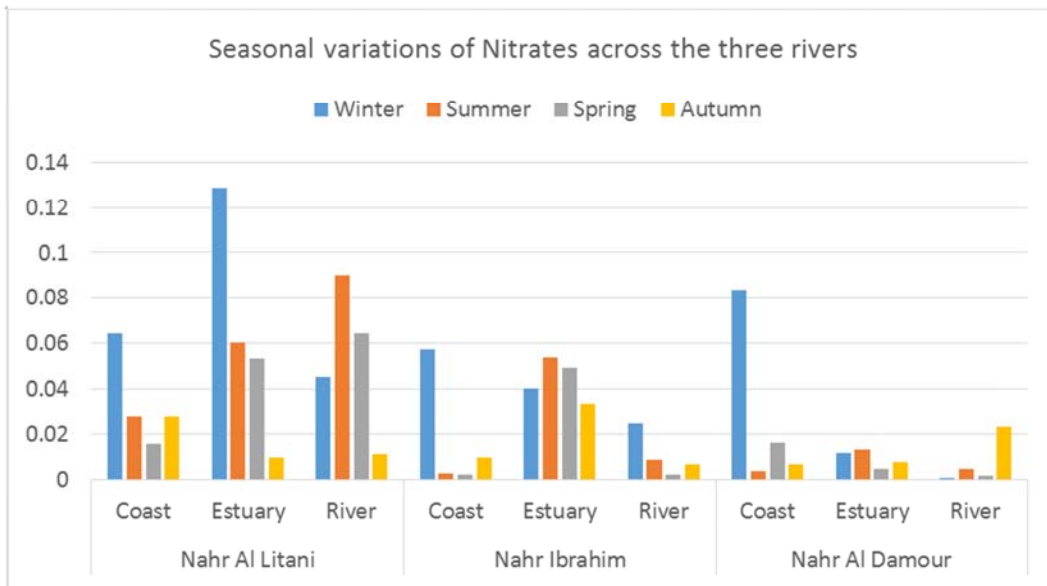 Seasonal variations of Nitrates across the three rivers
Winter Summer Spring Autumn
0.14
0.12
0.1
0.08
0.06
0.04
0.02
0
Coast Estuary River Coast Estuary River Coast Estuary River
Nahr Al Litani Nahr Ibrahim Nahr Al Damour